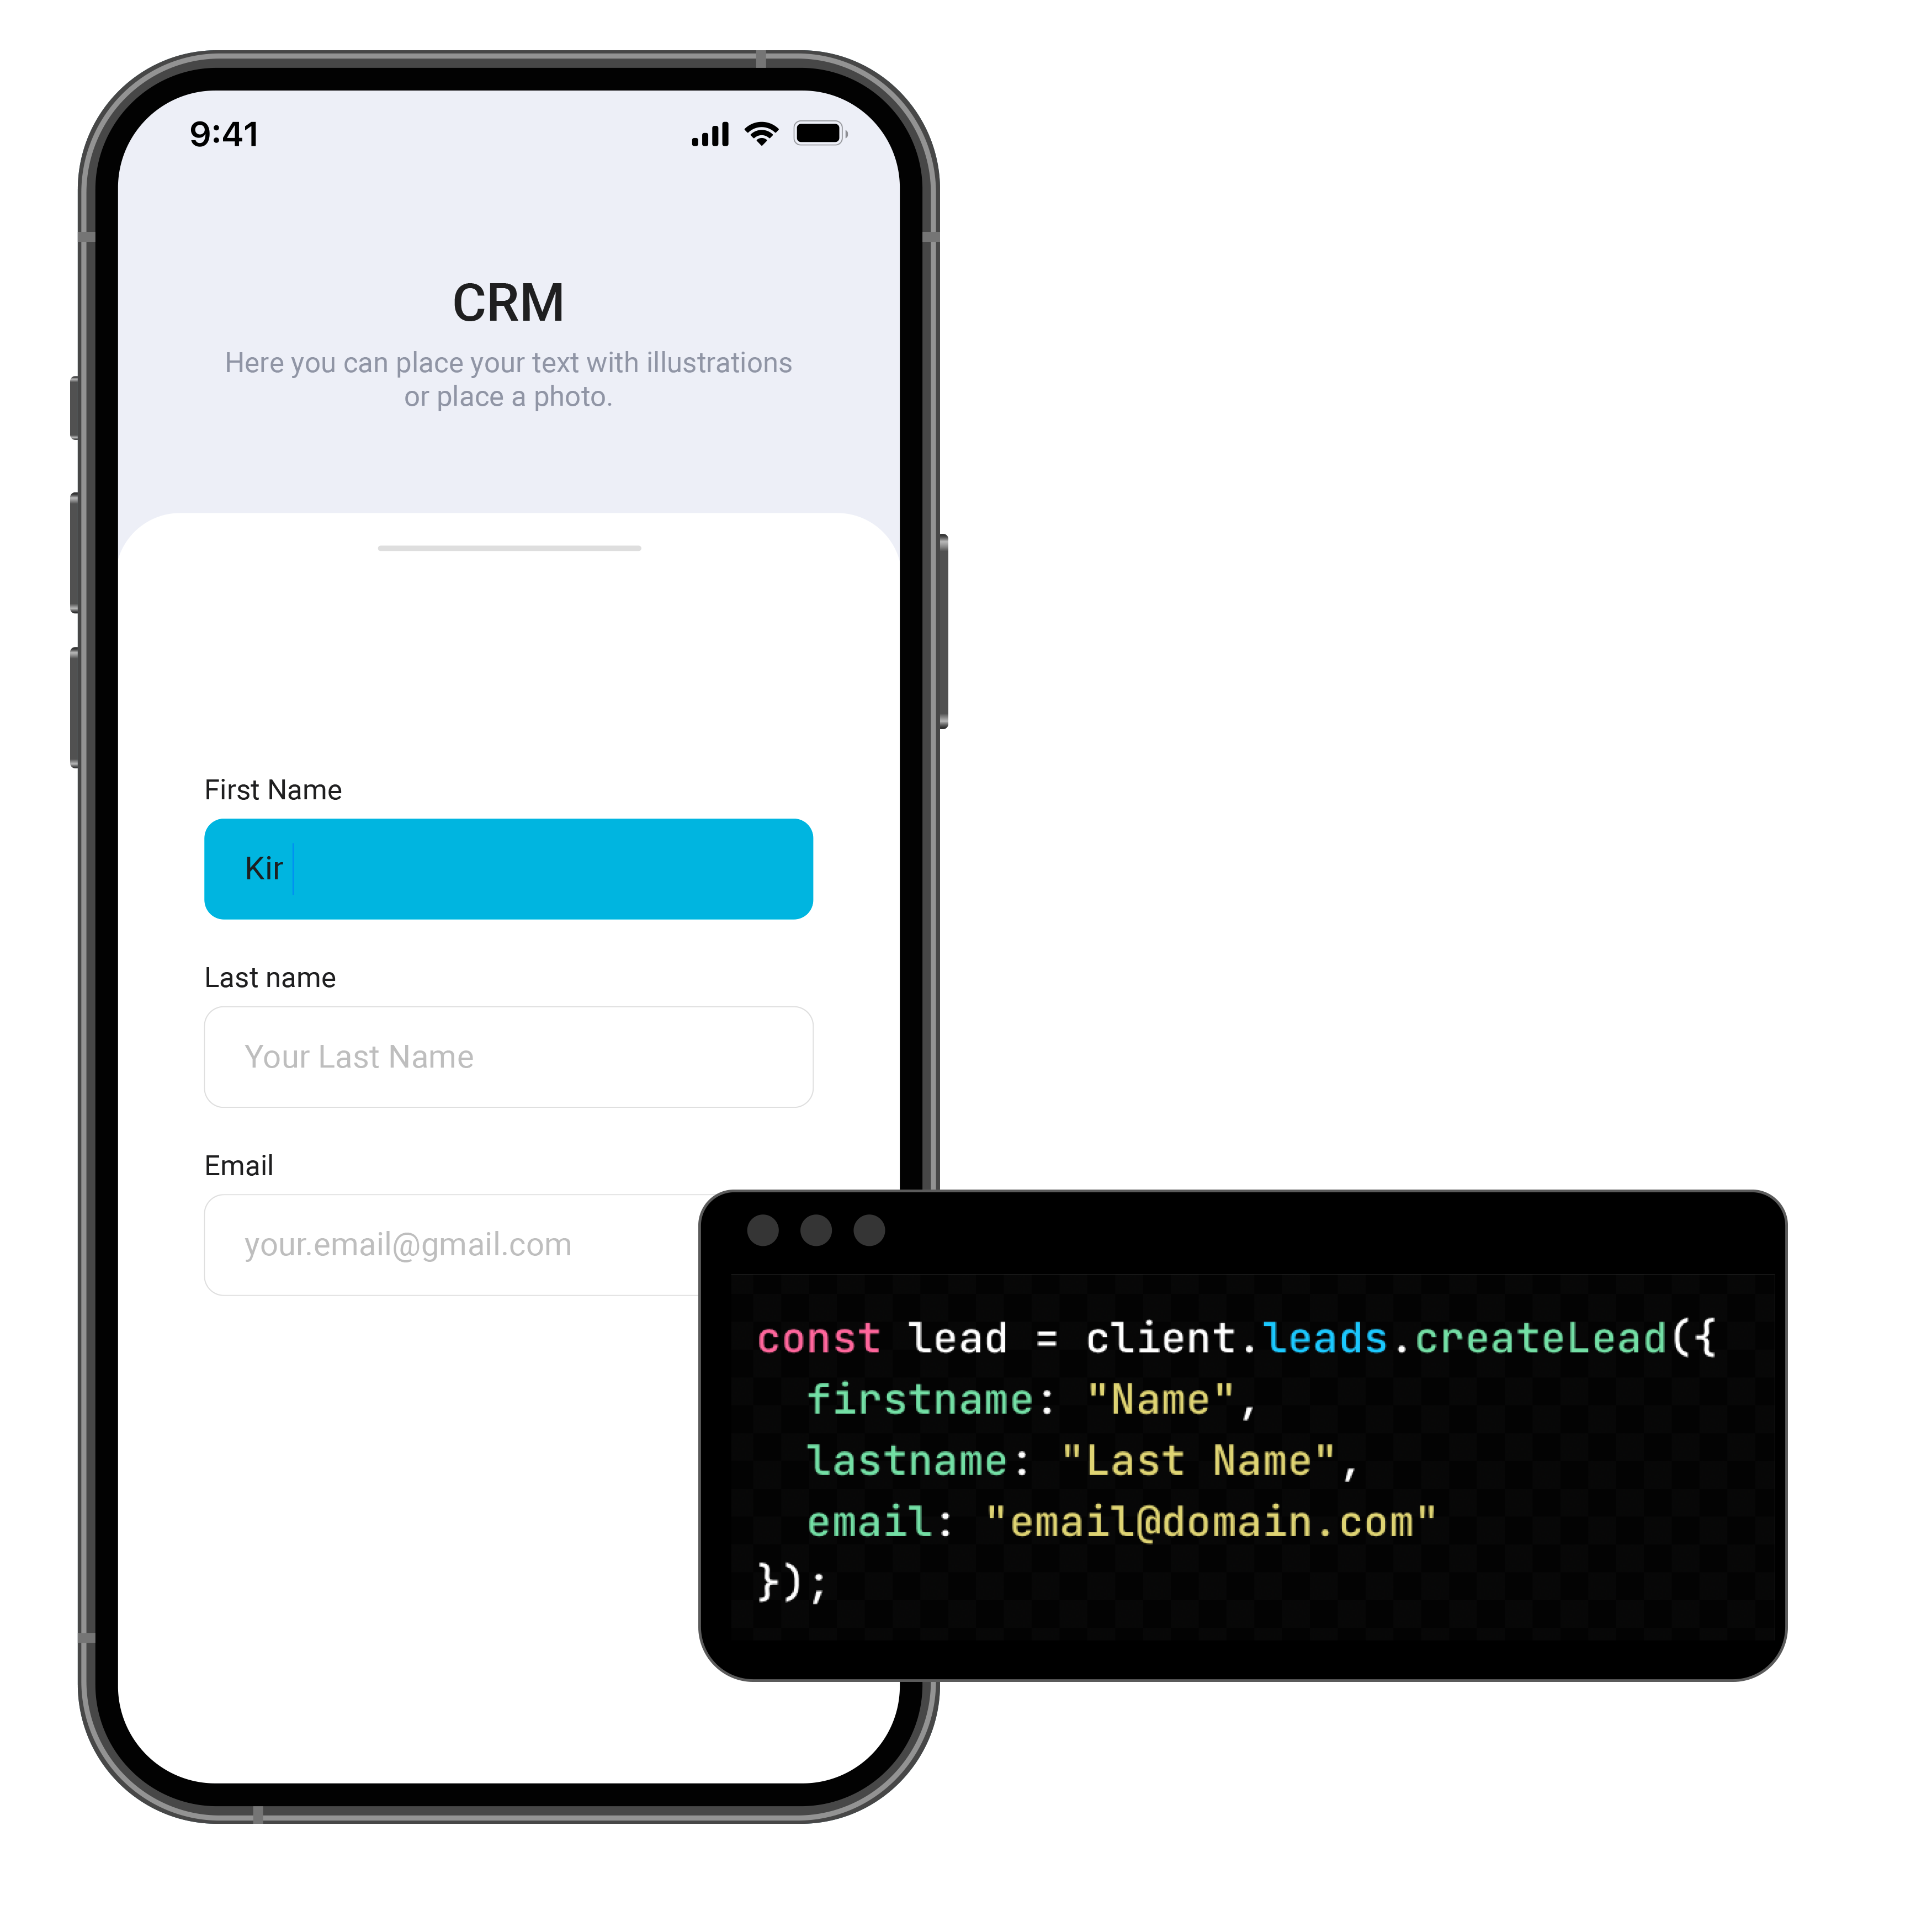 9:41
CRM
Here you can place your text with illustrations
or place a photo.
First Name
Kir
Last name
Your Last Name
Email
your.email@gmail.com
const lead = client.leads.createLead({
  firstname: "Name",
  lastname: "Last Name",
  email: "email@domain.com"
});